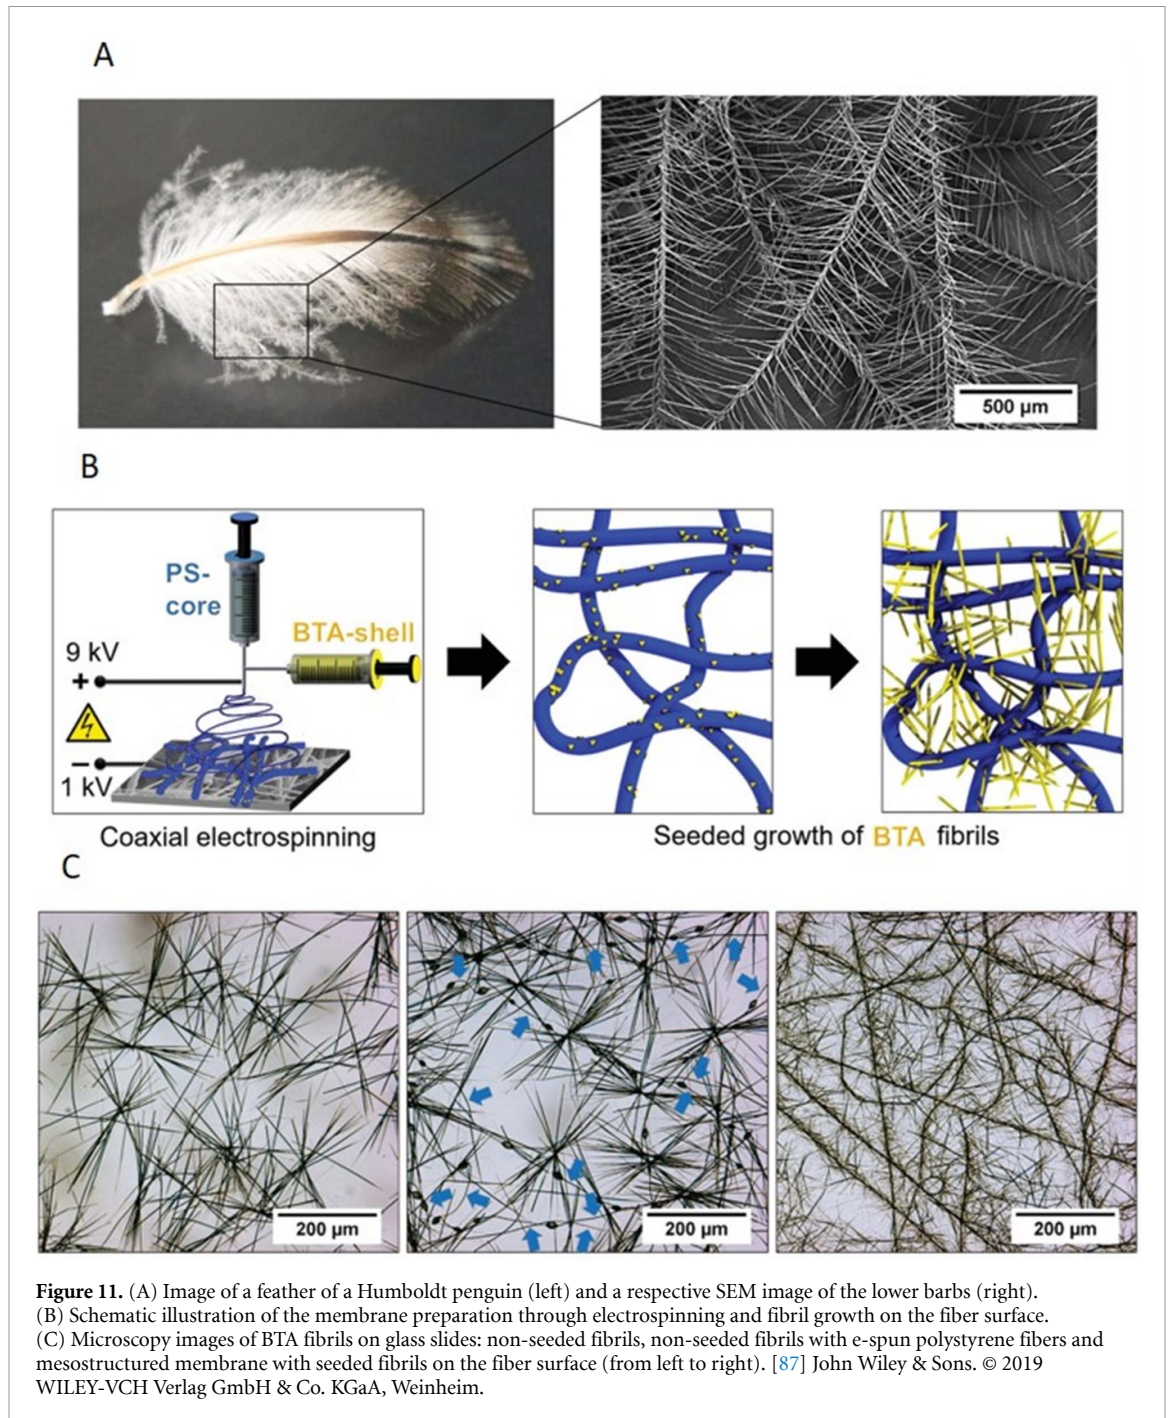 A
500 µm
B
PS-
core
BTA-shell
9 kV
+
−
1 kV
Coaxial electrospinning
Seeded growth of BTA fibrils
C
200 µm
200 µm
200 µm
Figure 11. (A) Image of a feather of a Humboldt penguin (left) and a respective SEM image of the lower barbs (right).
(B) Schematic illustration of the membrane preparation through electrospinning and fibril growth on the fiber surface.
(C) Microscopy images of BTA fibrils on glass slides: non-seeded fibrils, non-seeded fibrils with e-spun polystyrene fibers and
mesostructured membrane with seeded fibrils on the fiber surface (from left to right). [87] John Wiley & Sons. © 2019
WILEY-VCH Verlag GmbH & Co. KGaA, Weinheim.